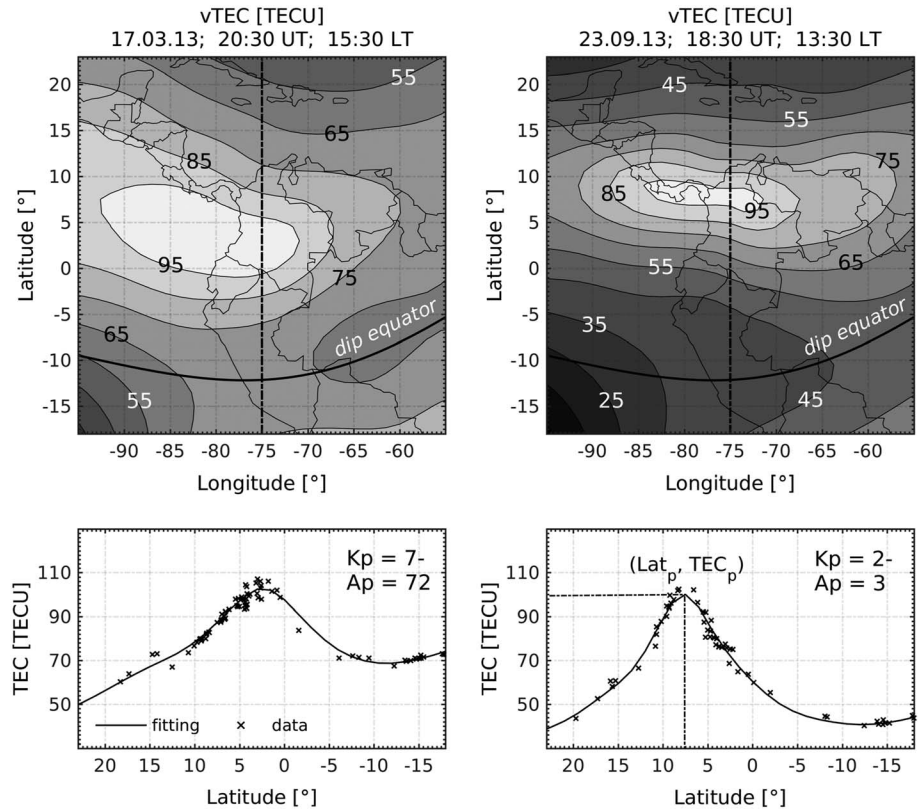 vTEC [TECU]
17.03.13; 20:30 UT; 15:30 LT
55
65
85
95
75
65
55
dip equator
Latitude [°]
20
15
10
5
0
-5
-10
-15
-90 -85 -80 -75 -70 -65 -60
Longitude [°]
vTEC [TECU]
23.09.13; 18:30 UT; 13:30 LT
45
55
75
85
95
55
65
35
dip equator
25
45
Latitude [°]
20
15
10
5
0
-5
-10
-15
-90 -85 -80 -75 -70 -65 -60
Longitude [°]
TEC [TECU]
110
90
70
50
Kp = 7-
Ap = 72
fitting data
20 15 10 5 0 -5 -10 -15
Latitude [°]
TEC [TECU]
110
90
70
50
(Lat_p, TEC_p)
Kp = 2-
Ap = 3
20 15 10 5 0 -5 -10 -15
Latitude [°]